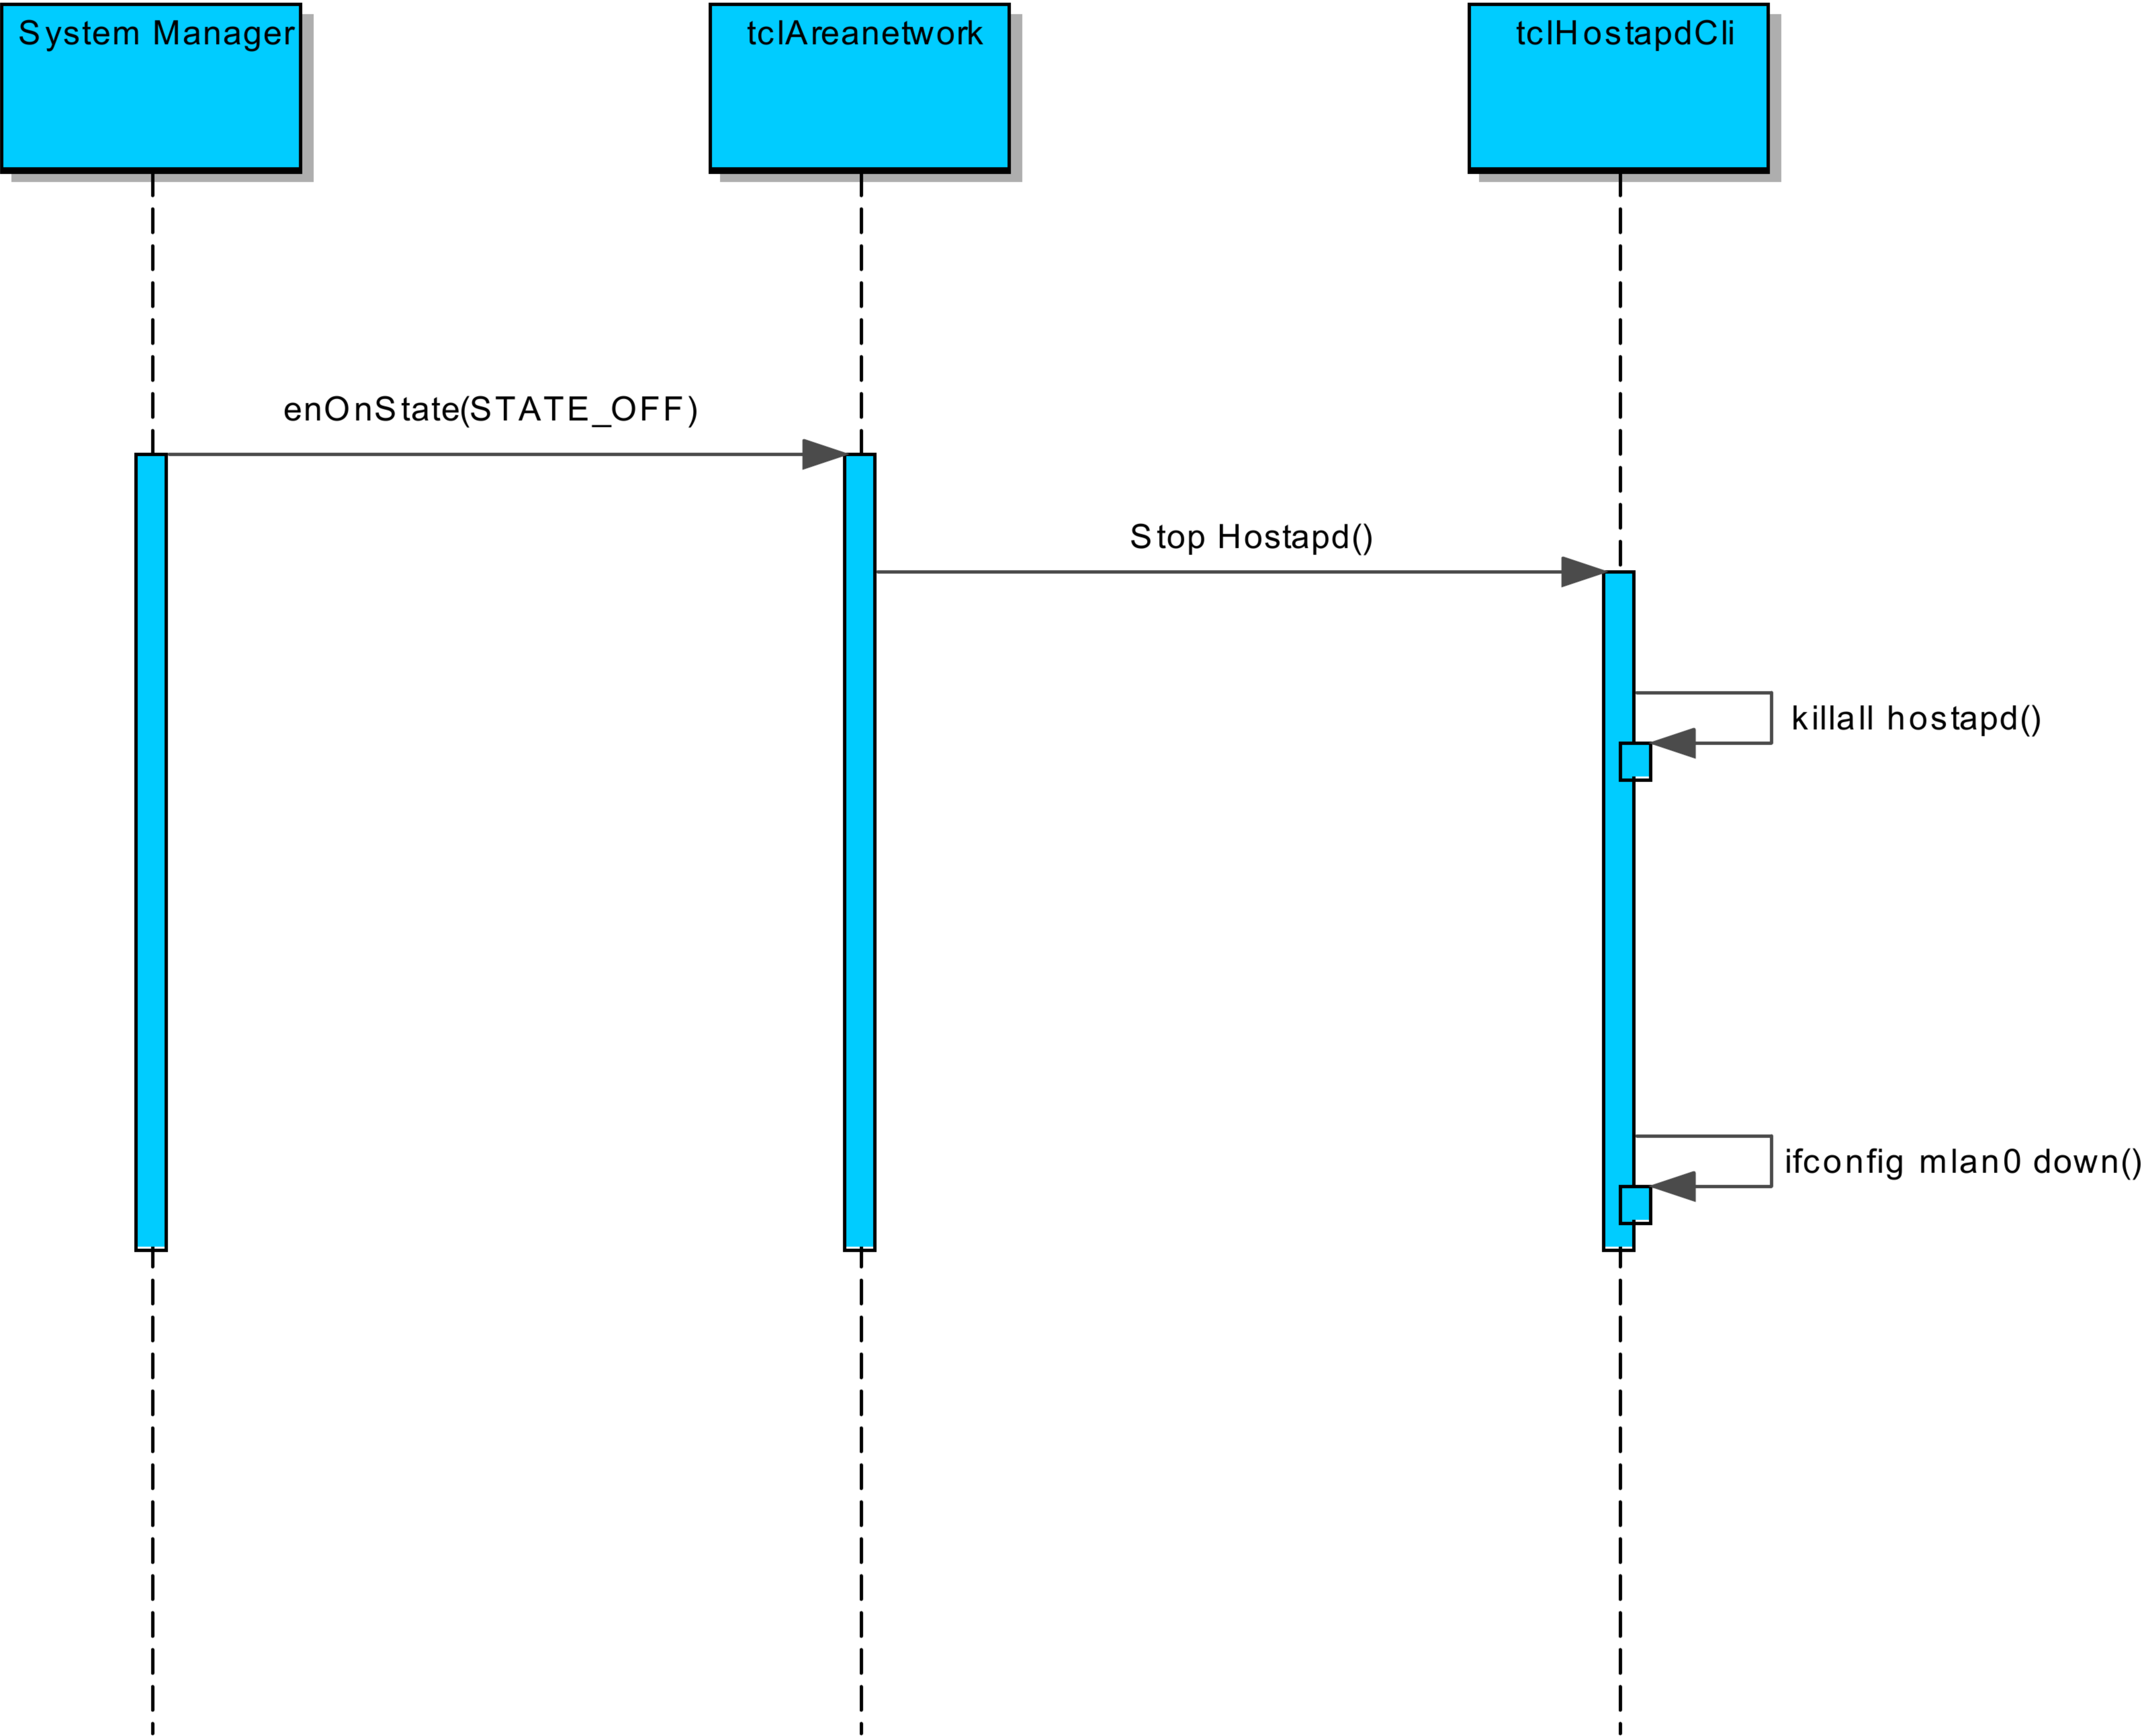 System Manager
tclAreanetwork
tclHostapdCli
enOnState(STATE_OFF)
Stop Hostapd()
killall hostapd()
ifconfig mlan0 down()